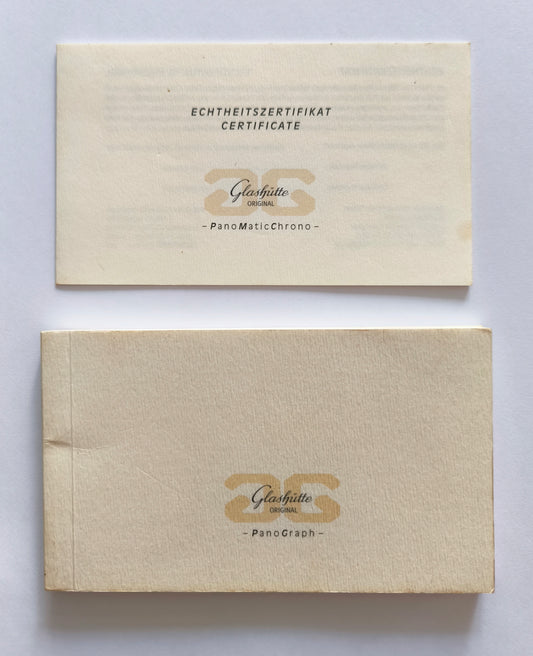 ECHTHEITSZERTIFIKAT
CERTIFICATE
Glashütte
ORIGINAL
– PanoMaticChrono –
Glashütte
ORIGINAL
– PanoGraph –